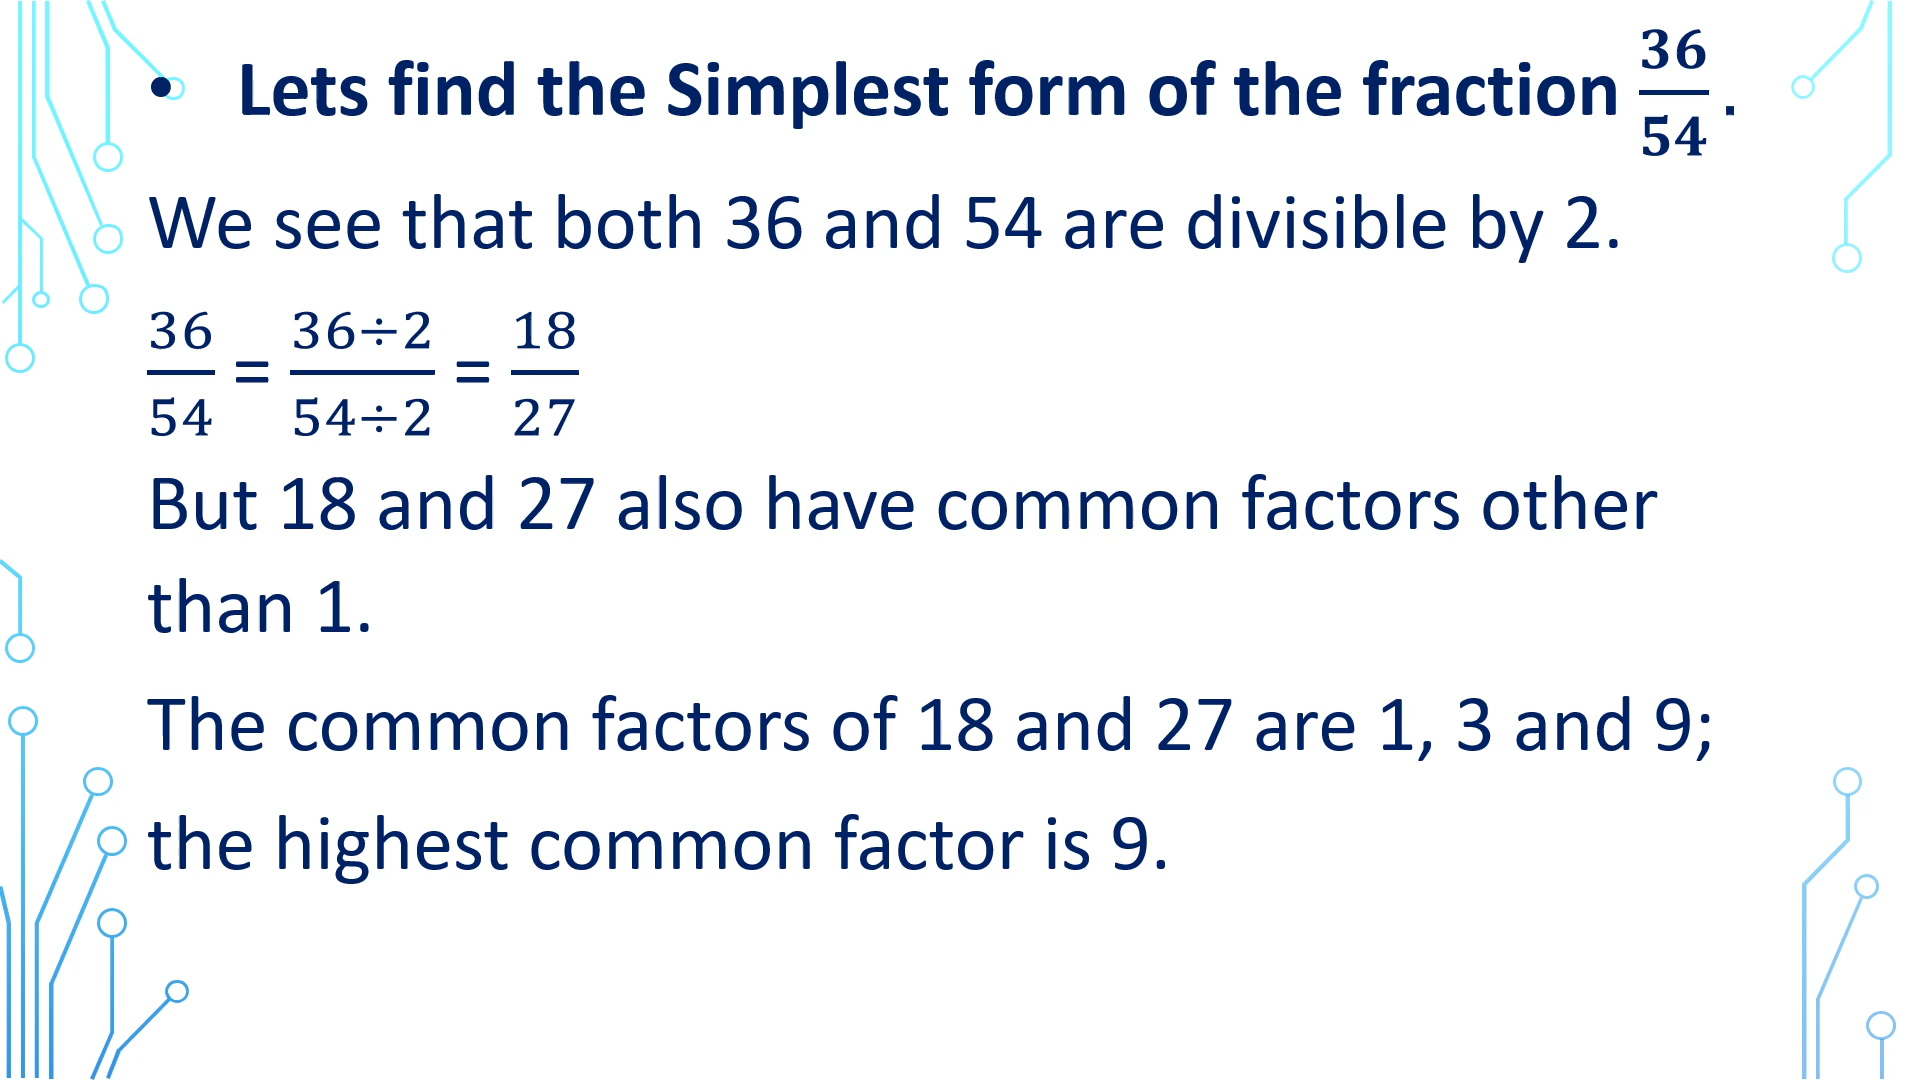 • Lets find the Simplest form of the fraction 36/54 .
We see that both 36 and 54 are divisible by 2.
36/54 = 36÷2/54÷2 = 18/27
But 18 and 27 also have common factors other
than 1.
The common factors of 18 and 27 are 1, 3 and 9;
the highest common factor is 9.